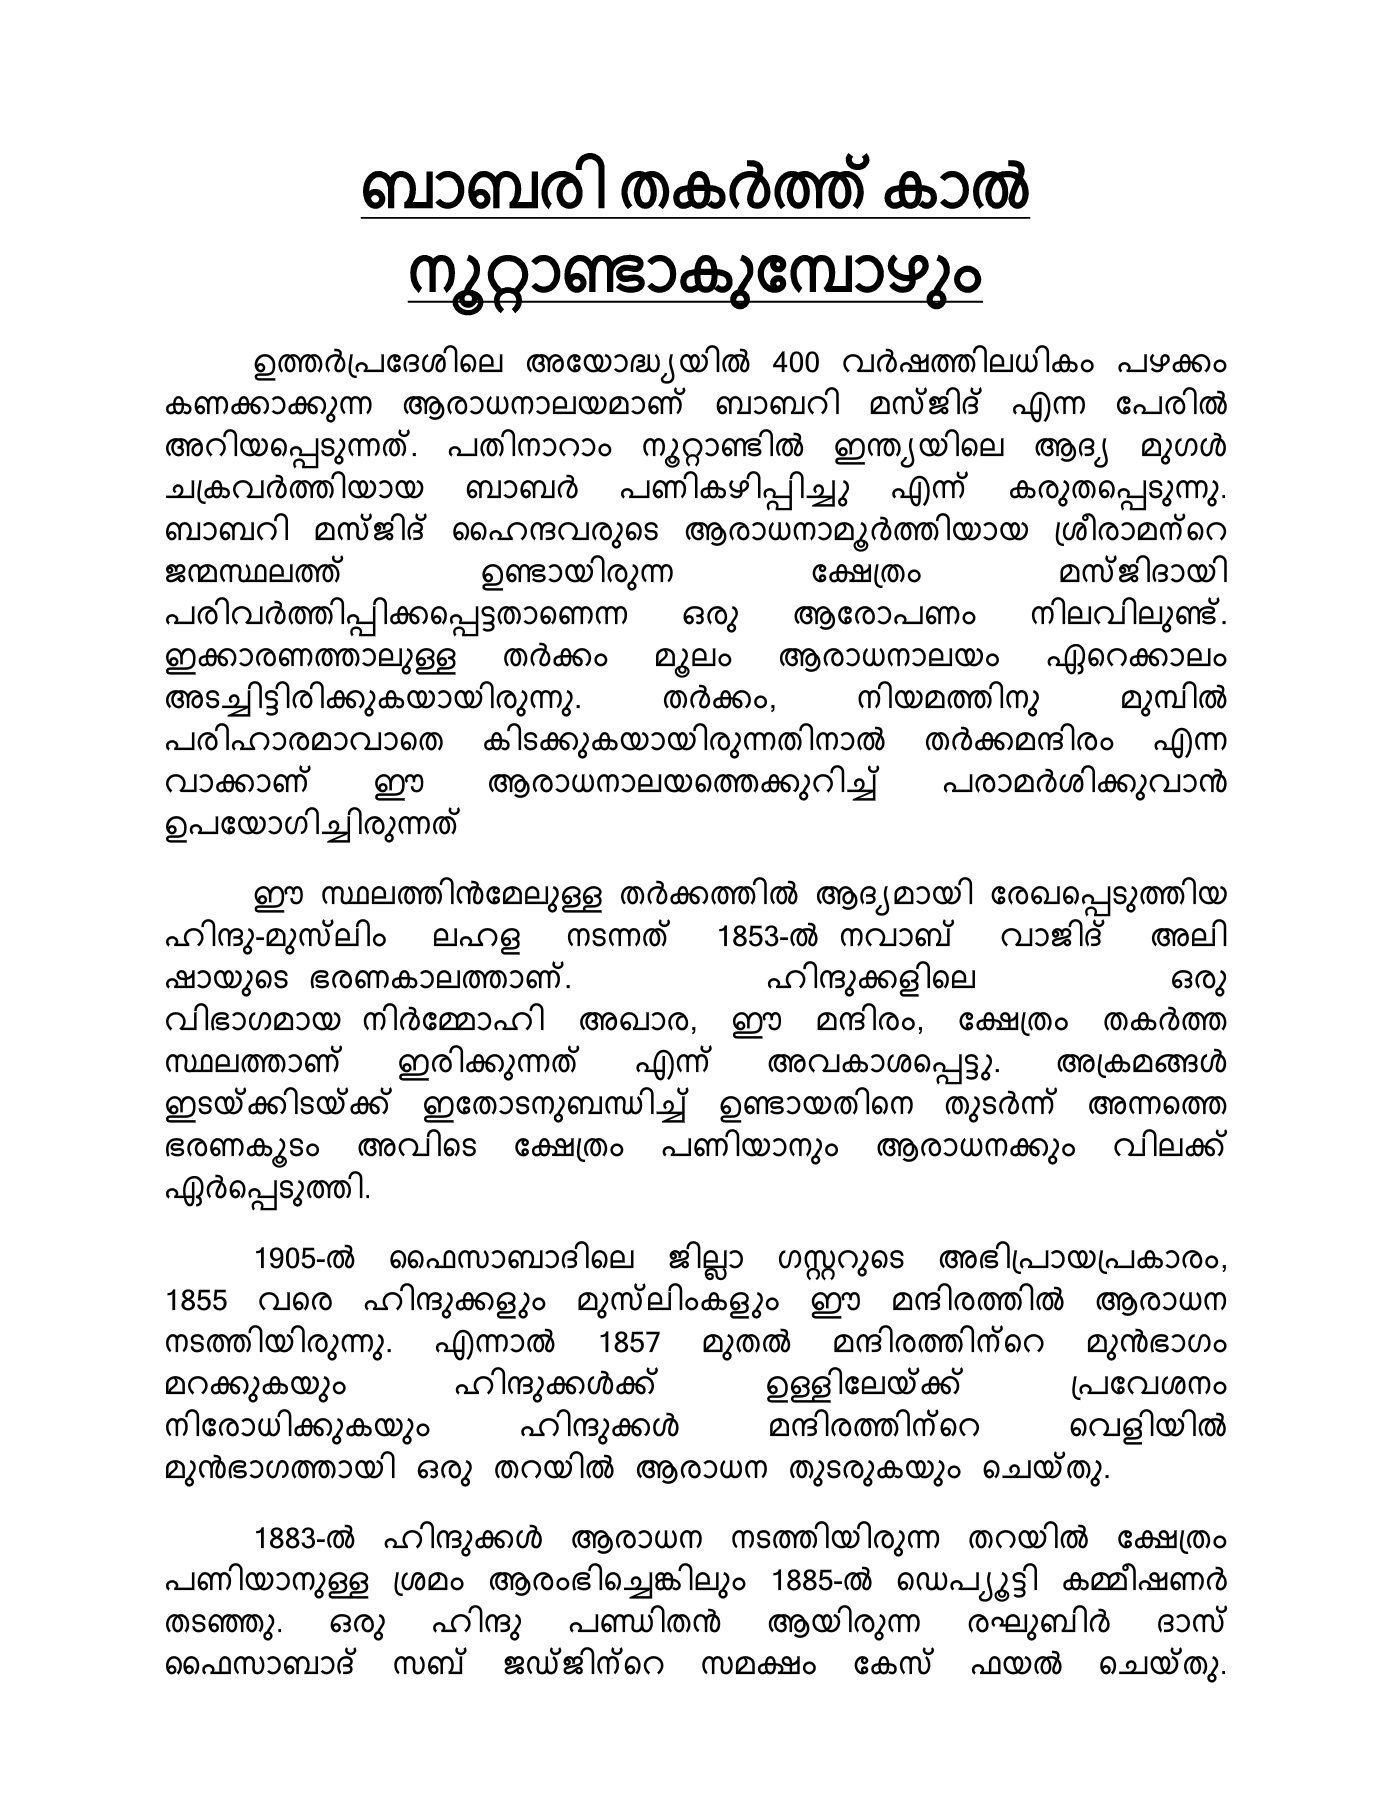 ബാബരി തകർത്ത് കാൽ
നൂറ്റാണ്ടാകുമ്പോഴും
ഉത്തർപ്രദേശിലെ അയോദ്ധ്യയിൽ 400 വർഷത്തിലധികം പഴക്കം
കണക്കാക്കുന്ന ആരാധനാലയമാണ് ബാബറി മസ്ജിദ് എന്ന പേരിൽ
അറിയപ്പെടുന്നത്. പതിനാറാം നൂറ്റാണ്ടിൽ ഇന്ത്യയിലെ ആദ്യ മുഗൾ
ചക്രവർത്തിയായ ബാബർ പണികഴിപ്പിച്ചു എന്ന് കരുതപ്പെടുന്നു.
ബാബറി മസ്ജിദ് ഹൈന്ദവരുടെ ആരാധനാമൂർത്തിയായ ശ്രീരാമന്റെ
ജന്മസ്ഥലത്ത് ഉണ്ടായിരുന്ന ക്ഷേത്രം മസ്ജിദായി
പരിവർത്തിപ്പിക്കപ്പെട്ടതാണെന്ന ഒരു ആരോപണം നിലവിലുണ്ട്.
ഇക്കാരണത്താലുള്ള തർക്കം മൂലം ആരാധനാലയം ഏറെക്കാലം
അടച്ചിട്ടിരിക്കുകയായിരുന്നു. തർക്കം, നിയമത്തിനു മുമ്പിൽ
പരിഹാരമാവാതെ കിടക്കുകയായിരുന്നതിനാൽ തർക്കമന്ദിരം എന്ന
വാക്കാണ് ഈ ആരാധനാലയത്തെക്കുറിച്ച് പരാമർശിക്കുവാൻ
ഉപയോഗിച്ചിരുന്നത്
ഈ സ്ഥലത്തിൻമേലുള്ള തർക്കത്തിൽ ആദ്യമായി രേഖപ്പെടുത്തിയ
ഹിന്ദു-മുസ്‌ലിം ലഹള നടന്നത് 1853-ൽ നവാബ് വാജിദ് അലി
ഷായുടെ ഭരണകാലത്താണ്. ഹിന്ദുക്കളിലെ ഒരു
വിഭാഗമായ നിർമ്മോഹി അഖാര, ഈ മന്ദിരം, ക്ഷേത്രം തകർത്ത
സ്ഥലത്താണ് ഇരിക്കുന്നത് എന്ന് അവകാശപ്പെട്ടു. അക്രമങ്ങൾ
ഇടയ്ക്കിടയ്ക്ക് ഇതോടനുബന്ധിച്ച് ഉണ്ടായതിനെ തുടർന്ന് അന്നത്തെ
ഭരണകൂടം അവിടെ ക്ഷേത്രം പണിയാനും ആരാധനക്കും വിലക്ക്
ഏർപ്പെടുത്തി.
1905-ൽ ഫൈസാബാദിലെ ജില്ലാ ഗസ്റ്ററുടെ അഭിപ്രായപ്രകാരം,
1855 വരെ ഹിന്ദുക്കളും മുസ്‌ലിംകളും ഈ മന്ദിരത്തിൽ ആരാധന
നടത്തിയിരുന്നു. എന്നാൽ 1857 മുതൽ മന്ദിരത്തിന്റെ മുൻഭാഗം
മറക്കുകയും ഹിന്ദുക്കൾക്ക് ഉള്ളിലേയ്ക്ക് പ്രവേശനം
നിരോധിക്കുകയും ഹിന്ദുക്കൾ മന്ദിരത്തിന്റെ വെളിയിൽ
മുൻഭാഗത്തായി ഒരു തറയിൽ ആരാധന തുടരുകയും ചെയ്തു.
1883-ൽ ഹിന്ദുക്കൾ ആരാധന നടത്തിയിരുന്ന തറയിൽ ക്ഷേത്രം
പണിയാനുള്ള ശ്രമം ആരംഭിച്ചെങ്കിലും 1885-ൽ ഡെപ്യൂട്ടി കമ്മീഷണർ
തടഞ്ഞു. ഒരു ഹിന്ദു പണ്ഡിതൻ ആയിരുന്ന രഘുബിർ ദാസ്
ഫൈസാബാദ് സബ് ജഡ്ജിന്റെ സമക്ഷം കേസ് ഫയൽ ചെയ്തു.